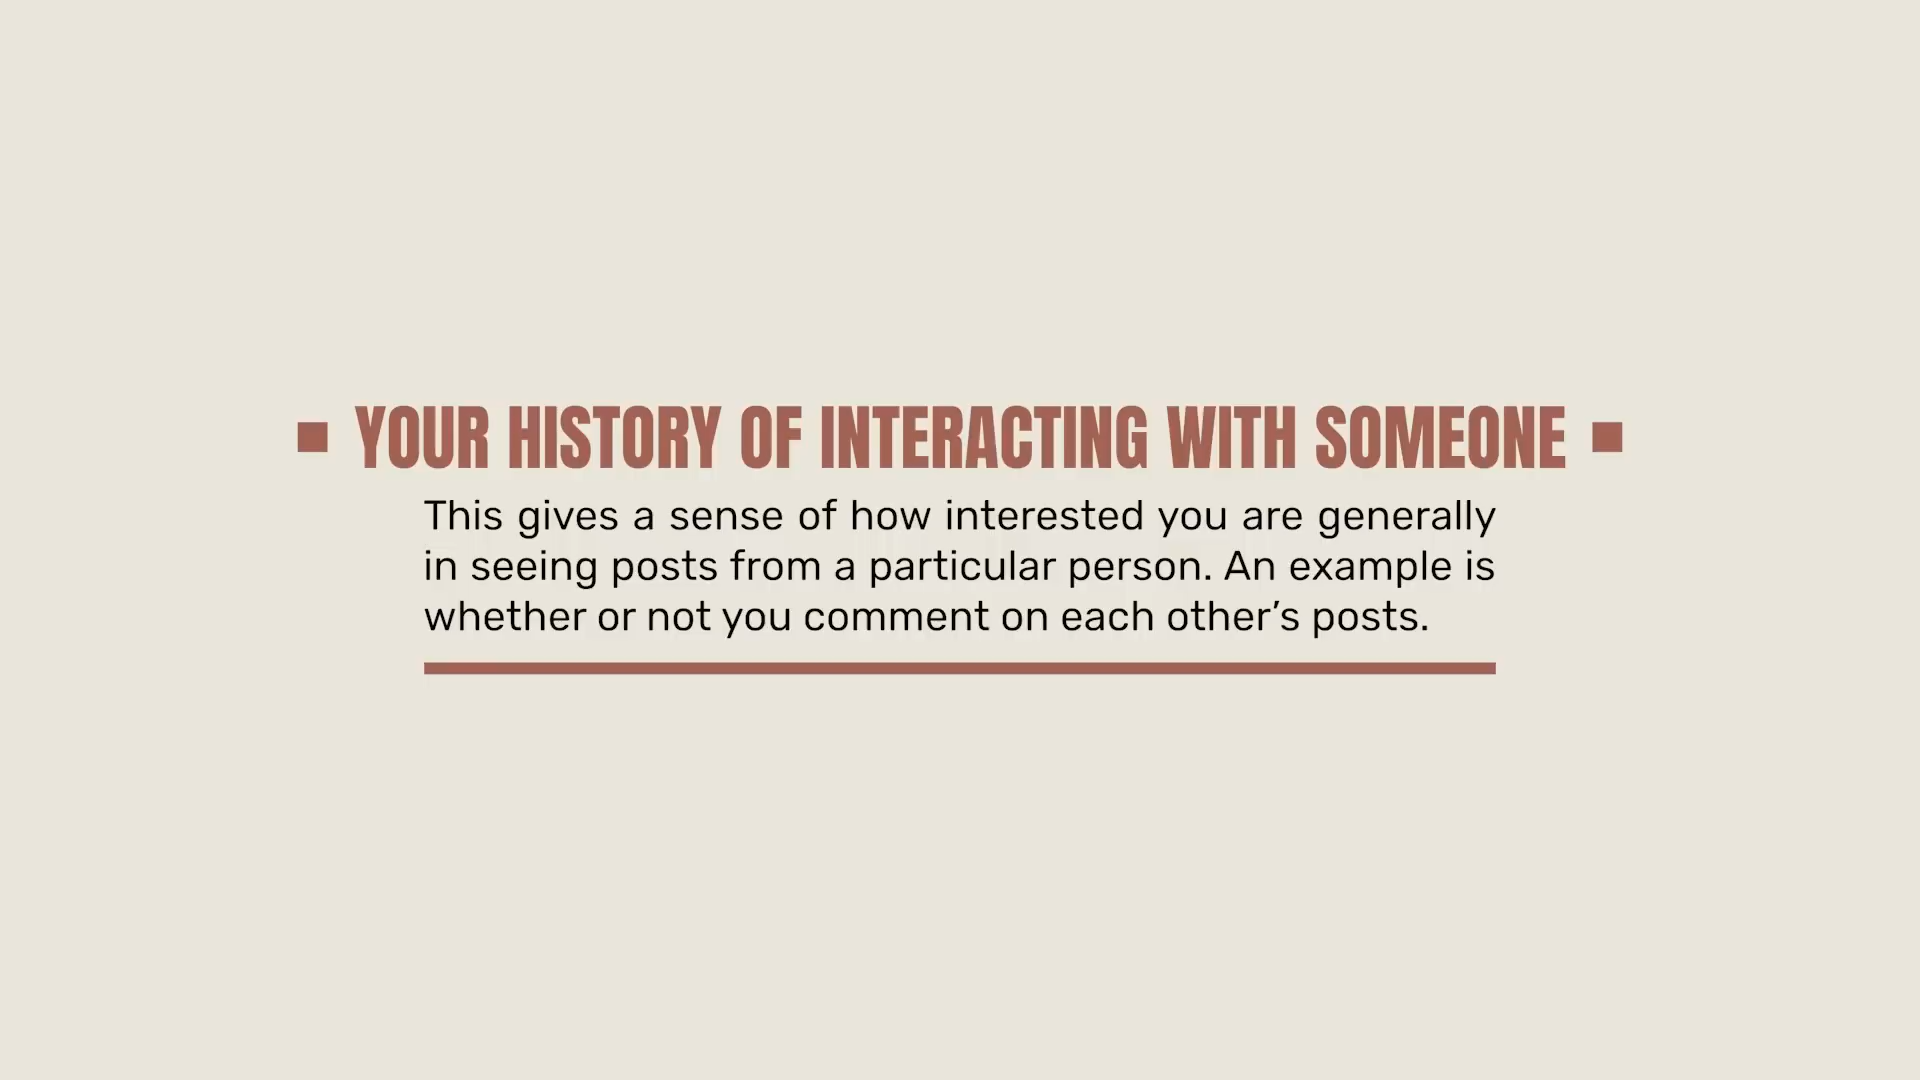 YOUR HISTORY OF INTERACTING WITH SOMEONE
This gives a sense of how interested you are generally
in seeing posts from a particular person. An example is
whether or not you comment on each other’s posts.